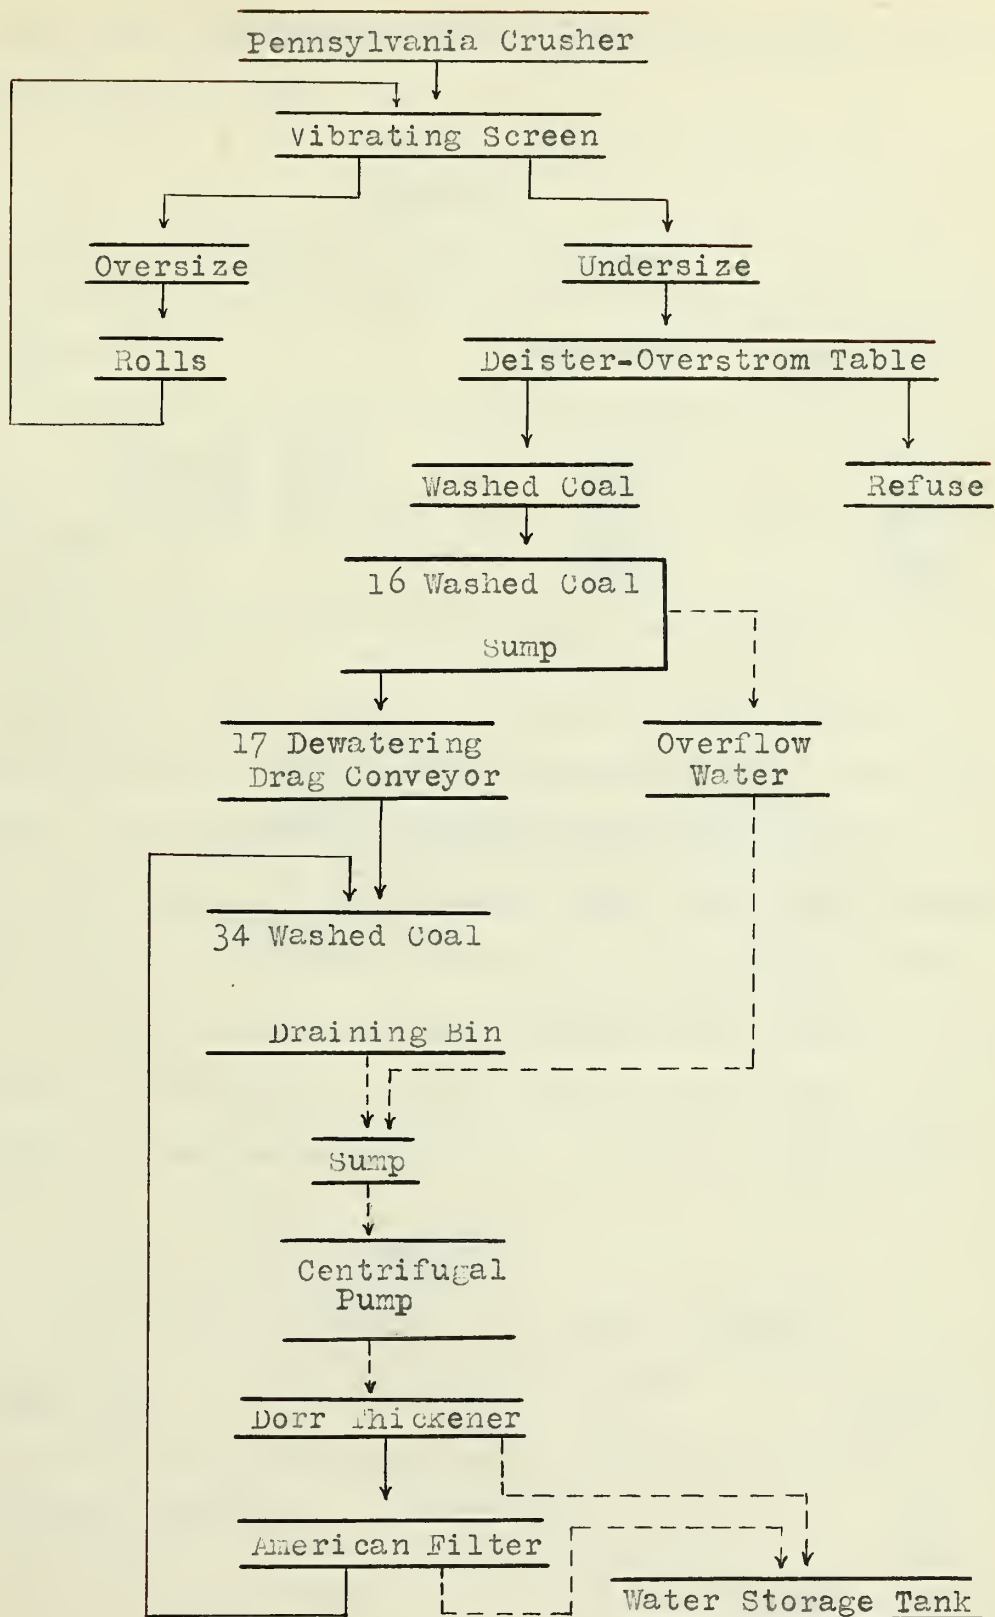 Pennsylvania Crusher
Vibrating Screen
Oversize
Undersize
Rolls
Deister-Overstrom Table
Washed Coal
Refuse
16 Washed Coal
Sump
17 Dewatering
Drag Conveyor
Overflow
Water
34 Washed Coal
Draining Bin
Sump
Centrifugal
Pump
Dorr Thickener
American Filter
Water Storage Tank